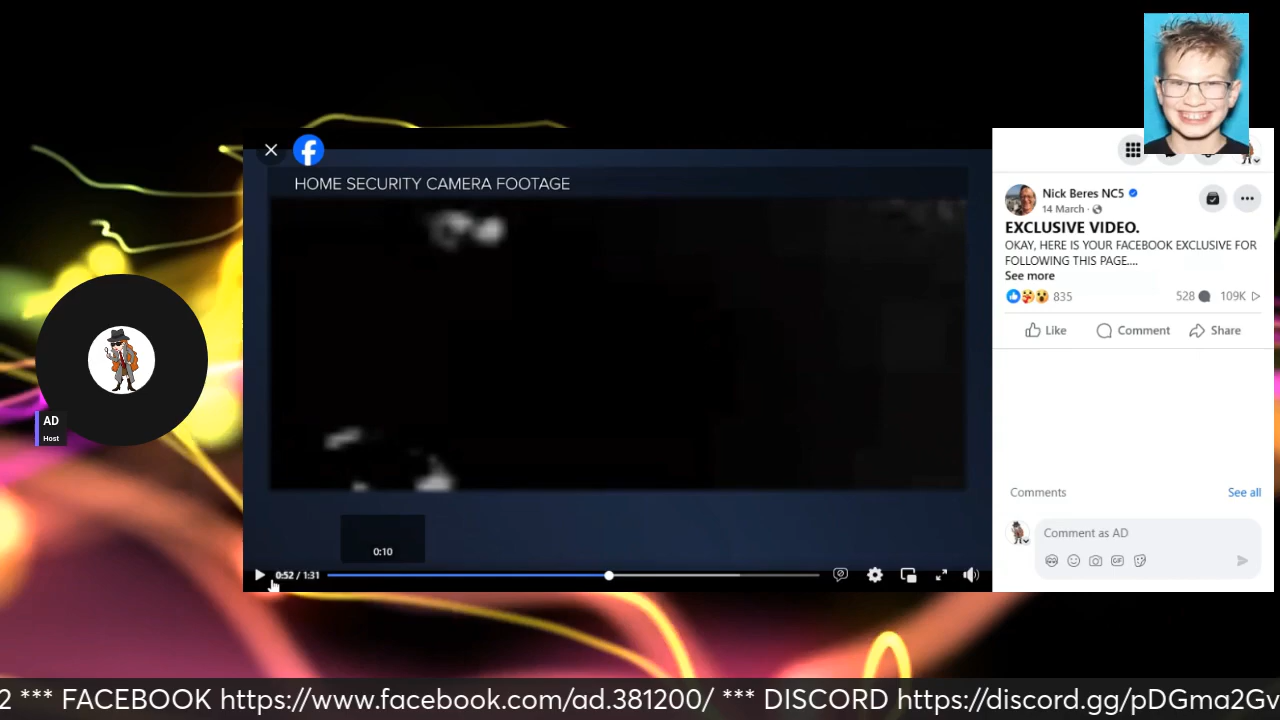 HOME SECURITY CAMERA FOOTAGE
Nick Beres NC5
14 March
EXCLUSIVE VIDEO.
OKAY, HERE IS YOUR FACEBOOK EXCLUSIVE FOR
FOLLOWING THIS PAGE....
See more
835
528
109K
Like
Comment
Share
AD
Host
Comments
See all
Comment as AD
0:10
0:52 / 1:31
2 *** FACEBOOK https://www.facebook.com/ad.381200/ *** DISCORD https://discord.gg/pDGma2Gv